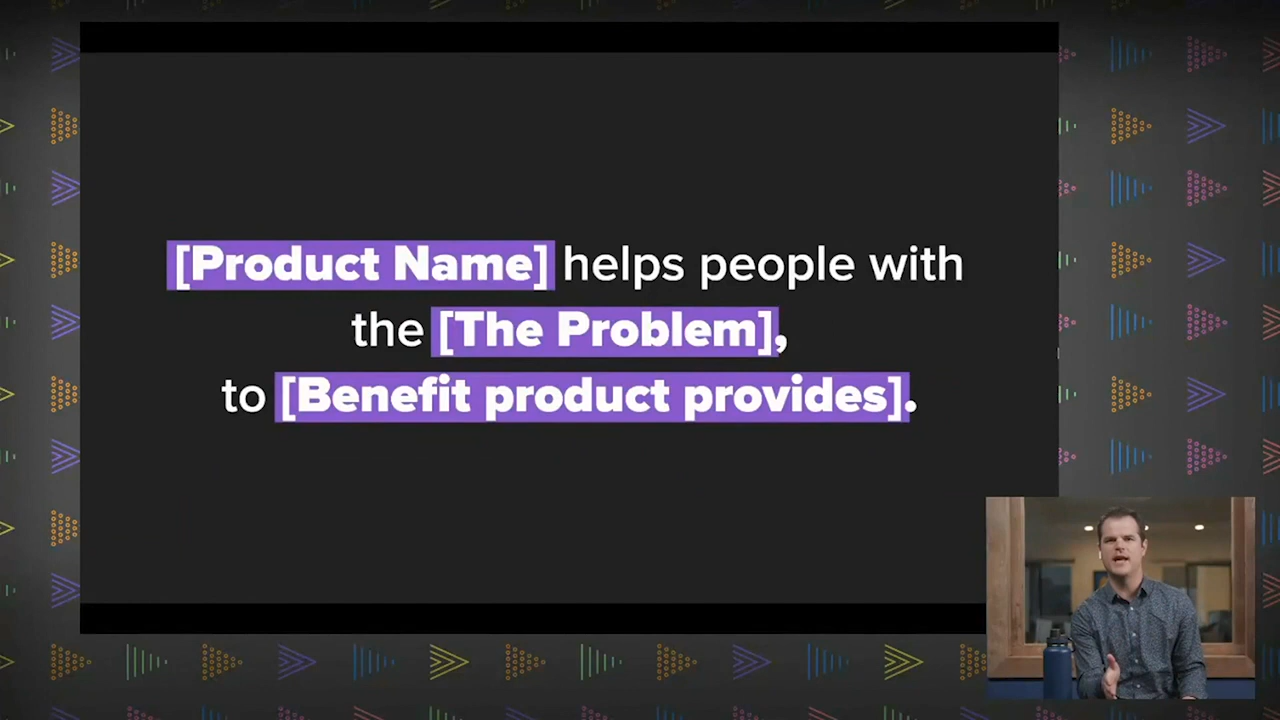 [Product Name] helps people with
the [The Problem],
to [Benefit product provides].